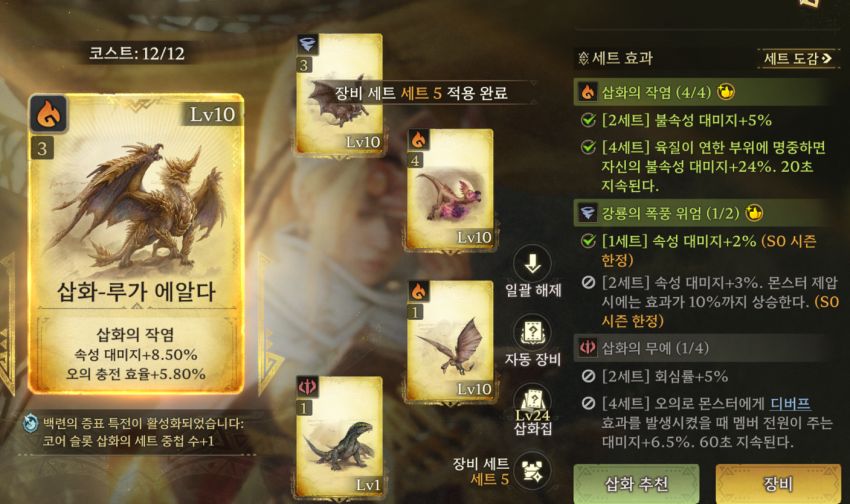 코스트: 12/12
Lv10
3
삽화-루가 에알다
삽화의 작염
속성 대미지+8.50%
오의 충전 효율+5.80%
백련의 증표 특전이 활성화되었습니다:
코어 슬롯 삽화의 세트 중첩 수+1
3
Lv10
장비 세트 세트 5 적용 완료
4
Lv10
1
Lv10
1
Lv1
일괄 해제
자동 장비
Lv24
삽화집
장비 세트
세트 5
세트 효과
세트 도감
삽화의 작염 (4/4)
[2세트] 불속성 대미지+5%
[4세트] 육질이 연한 부위에 명중하면
자신의 불속성 대미지+24%. 20초
지속된다.
강룡의 폭풍 위엄 (1/2)
[1세트] 속성 대미지+2% (S0 시즌
한정)
[2세트] 속성 대미지+3%. 몬스터 제압
시에는 효과가 10%까지 상승한다. (S0
시즌 한정)
삽화의 무예 (1/4)
[2세트] 회심률+5%
[4세트] 오의로 몬스터에게 디버프
효과를 발생시켰을 때 멤버 전원이 주는
대미지+6.5%. 60초 지속된다.
삽화 추천
장비